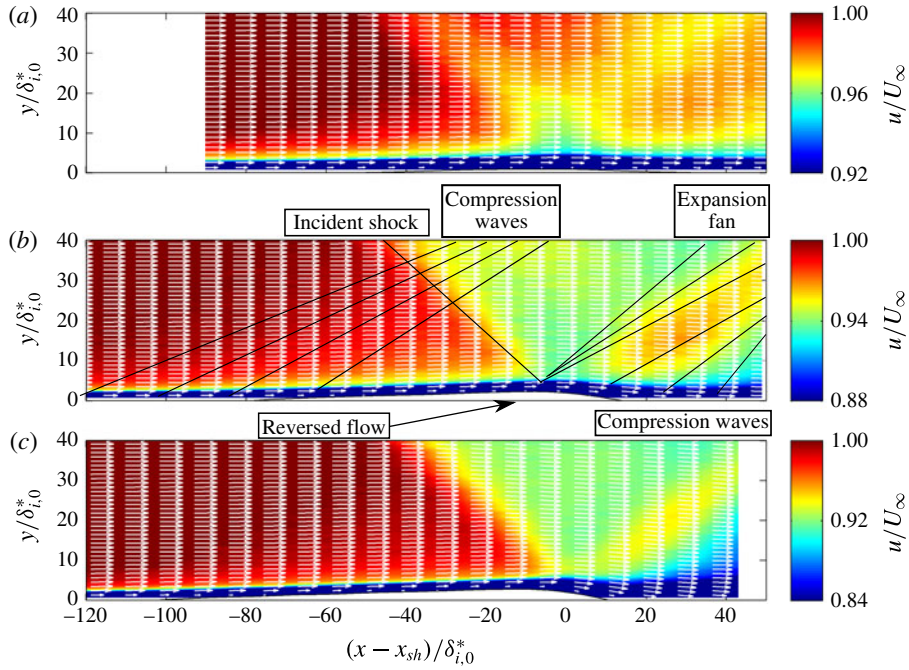 (a)
40
30
20
10
0
y/δ*i,0
1.00
0.96
0.92
u/U∞
Incident shock
Compression
waves
Expansion
fan
(b)
40
30
20
10
0
y/δ*i,0
1.00
0.94
0.88
u/U∞
Reversed flow
Compression waves
(c)
40
30
20
10
0
y/δ*i,0
1.00
0.92
0.84
u/U∞
−120 −100 −80 −60 −40 −20 0 20 40
(x − xsh)/δ*i,0